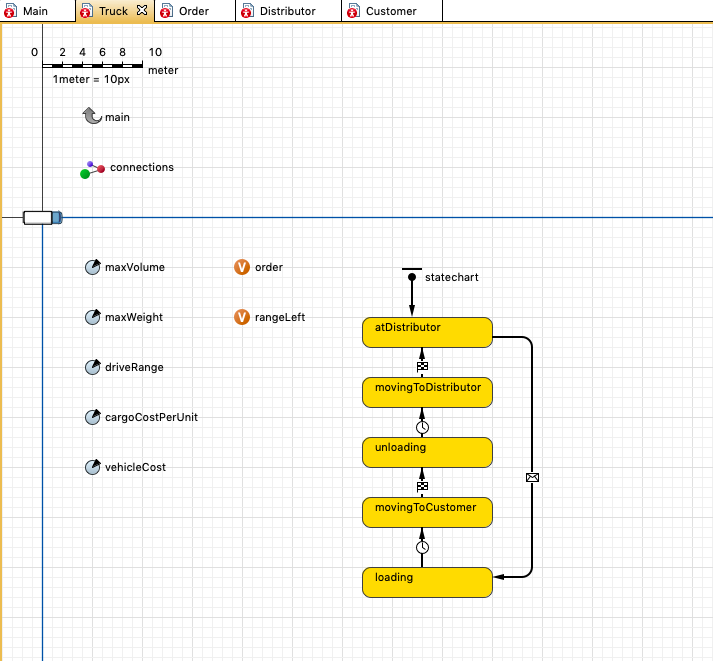 Main
Truck
Order
Distributor
Customer
0 2 4 6 8 10
meter
1meter = 10px
main
connections
maxVolume
V order
statechart
maxWeight
V rangeLeft
atDistributor
driveRange
movingToDistributor
cargoCostPerUnit
unloading
vehicleCost
movingToCustomer
loading